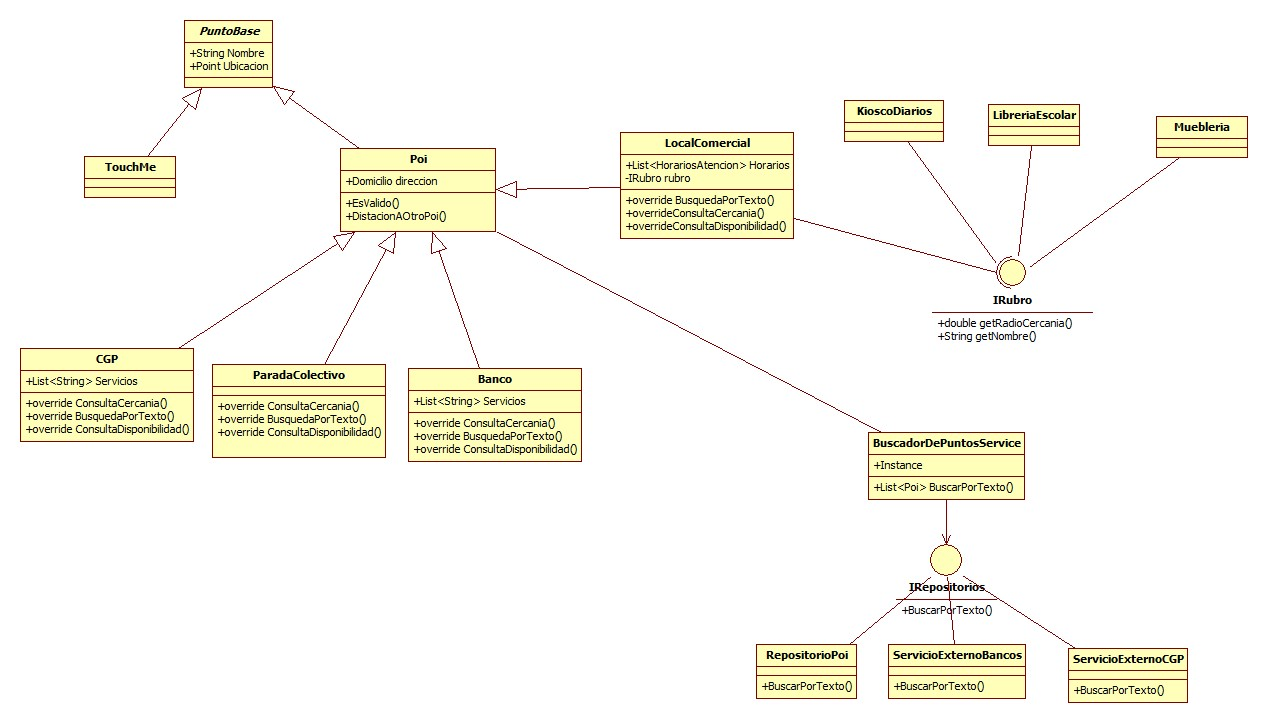 PuntoBase
+String Nombre
+Point Ubicacion
TouchMe
Poi
+Domicilio direccion
+EsValido()
+DistacionAOtroPoi()
LocalComercial
+List<HorariosAtencion> Horarios
-IRubro rubro
+override BusquedaPorTexto()
+overrideConsultaCercania()
+overrideConsultaDisponibilidad()
KioscoDiarios
LibreriaEscolar
Muebleria
IRubro
+double getRadioCercania()
+String getNombre()
CGP
+List<String> Servicios
+override ConsultaCercania()
+override BusquedaPorTexto()
+override ConsultaDisponibilidad()
ParadaColectivo
+override ConsultaCercania()
+override BusquedaPorTexto()
+override ConsultaDisponibilidad()
Banco
+List<String> Servicios
+override ConsultaCercania()
+override BusquedaPorTexto()
+override ConsultaDisponibilidad()
BuscadorDePuntosService
+Instance
+List<Poi> BuscarPorTexto()
IRepositorios
+BuscarPorTexto()
RepositorioPoi
+BuscarPorTexto()
ServicioExternoBancos
+BuscarPorTexto()
ServicioExternoCGP
+BuscarPorTexto()